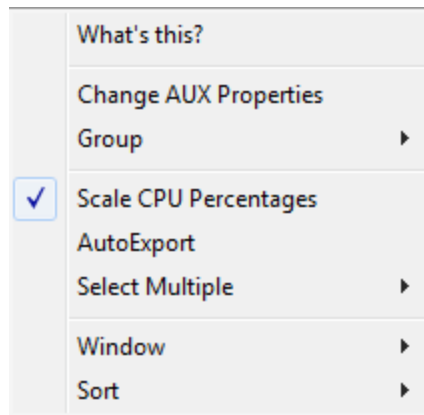 What's this?
Change AUX Properties
Group
Scale CPU Percentages
AutoExport
Select Multiple
Window
Sort